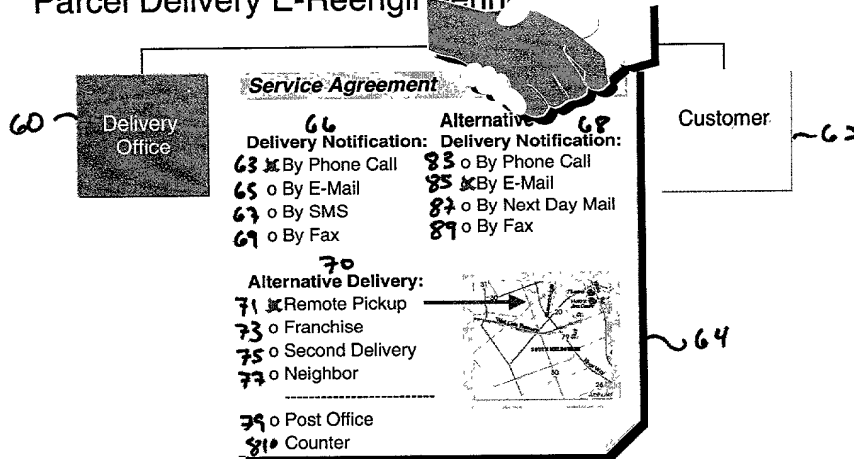 Parcel Delivery E-Reengi
Service Agreement
60
Delivery
Office
Customer
66
Delivery Notification:
63 By Phone Call
65 o By E-Mail
67 o By SMS
69 o By Fax
Alternative 68
Delivery Notification:
83 o By Phone Call
85 By E-Mail
87 o By Next Day Mail
89 o By Fax
70
Alternative Delivery:
71 Remote Pickup
73 o Franchise
75 o Second Delivery
77 o Neighbor
79 o Post Office
81 Counter
SOUTH MELBOURNE
64